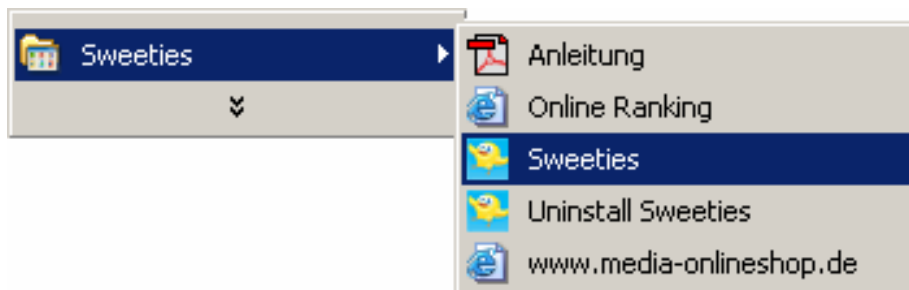 Sweeties
Anleitung
Online Ranking
Sweeties
Uninstall Sweeties
www.media-onlineshop.de